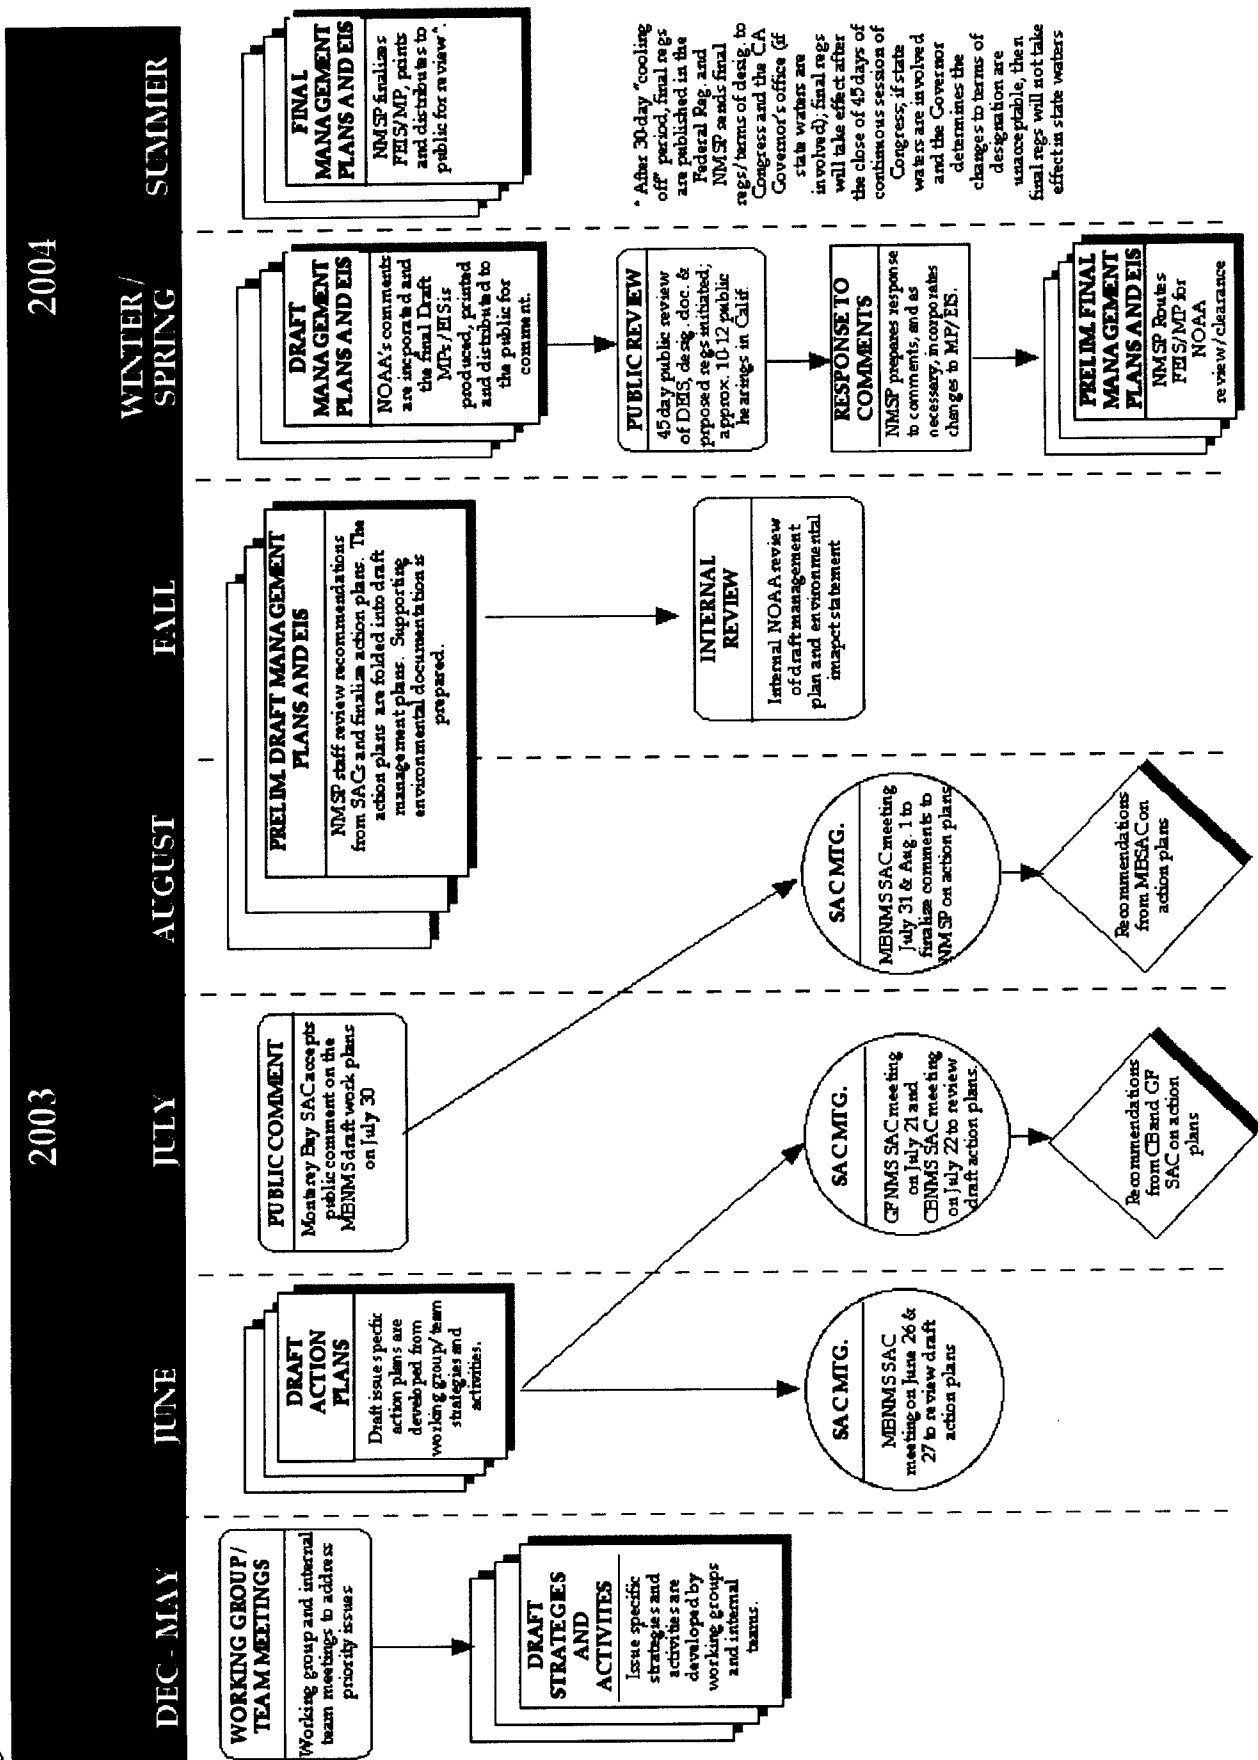 2003
2004
DEC - MAY
JUNE
JULY
AUGUST
FALL
WINTER /
SPRING
SUMMER
WORKING GROUP /
TEAM MEETINGS
Working group and internal
team meetings to address
priority issues
DRAFT
STRATEGIES
AND
ACTIVITES
Issue specific
strategies and
activities are
developed by
working groups
and internal
teams.
DRAFT
ACTION
PLANS
Draft issue specific
action plans are
developed from
working group/team
strategies and
activities.
SAC MTG.
MBNMS SAC
meeting on June 26 &
27 to review draft
action plans
PUBLIC COMMENT
Monterey Bay SAC accepts
public comment on the
MBNMS draft work plans
on July 30
SAC MTG.
GFNMS SAC meeting
on July 21 and
CBNMS SAC meeting
on July 22 to review
draft action plans.
Recommendations
from CB and GF
SAC on action
plans
PRELIM. DRAFT MANAGEMENT
PLANS AND EIS
NMSP staff review recommendations
from SACs and finalize action plans. The
action plans are folded into draft
management plans. Supporting
environmental documentation is
prepared.
SAC MTG.
MBNMS SAC meeting
July 31 & Aug. 1 to
finalize comments to
NMSP on action plans
Recommendations
from MBSAC on
action plans
INTERNAL
REVIEW
Internal NOAA review
of draft management
plan and environmental
imapct statement
DRAFT
MANAGEMENT
PLANS AND EIS
NOAA's comments
are incorporated and
the final Draft
MPs/EISs is
produced, printed
and distributed to
the public for
comment.
PUBLIC REVIEW
45 day public review
of DEIS, desig. doc. &
proposed regs initiated;
approx. 10-12 public
hearings in Calif.
RESPONSE TO
COMMENTS
NMSP prepares response
to comments, and as
necessary, incorporates
changes to MP/EIS.
PRELIM. FINAL
MANAGEMENT
PLANS AND EIS
NMSP Routes
FEIS/MP for
NOAA
review/clearance
FINAL
MANAGEMENT
PLANS AND EIS
NMSP finalizes
FEIS/MP, points
and distributes to
public for review^.
^ After 30-day "cooling
off" period, final regs
are published in the
Federal Reg. and
NMSP sends final
regs/terms of desig. to
Congress and the CA
Governor's office (if
state waters are
involved); final regs
will take effect after
the close of 45 days of
continuous session of
Congress; if state
waters are involved
and the Governor
determines the
changes to terms of
designation are
unacceptable, then
final regs will not take
effect in state waters